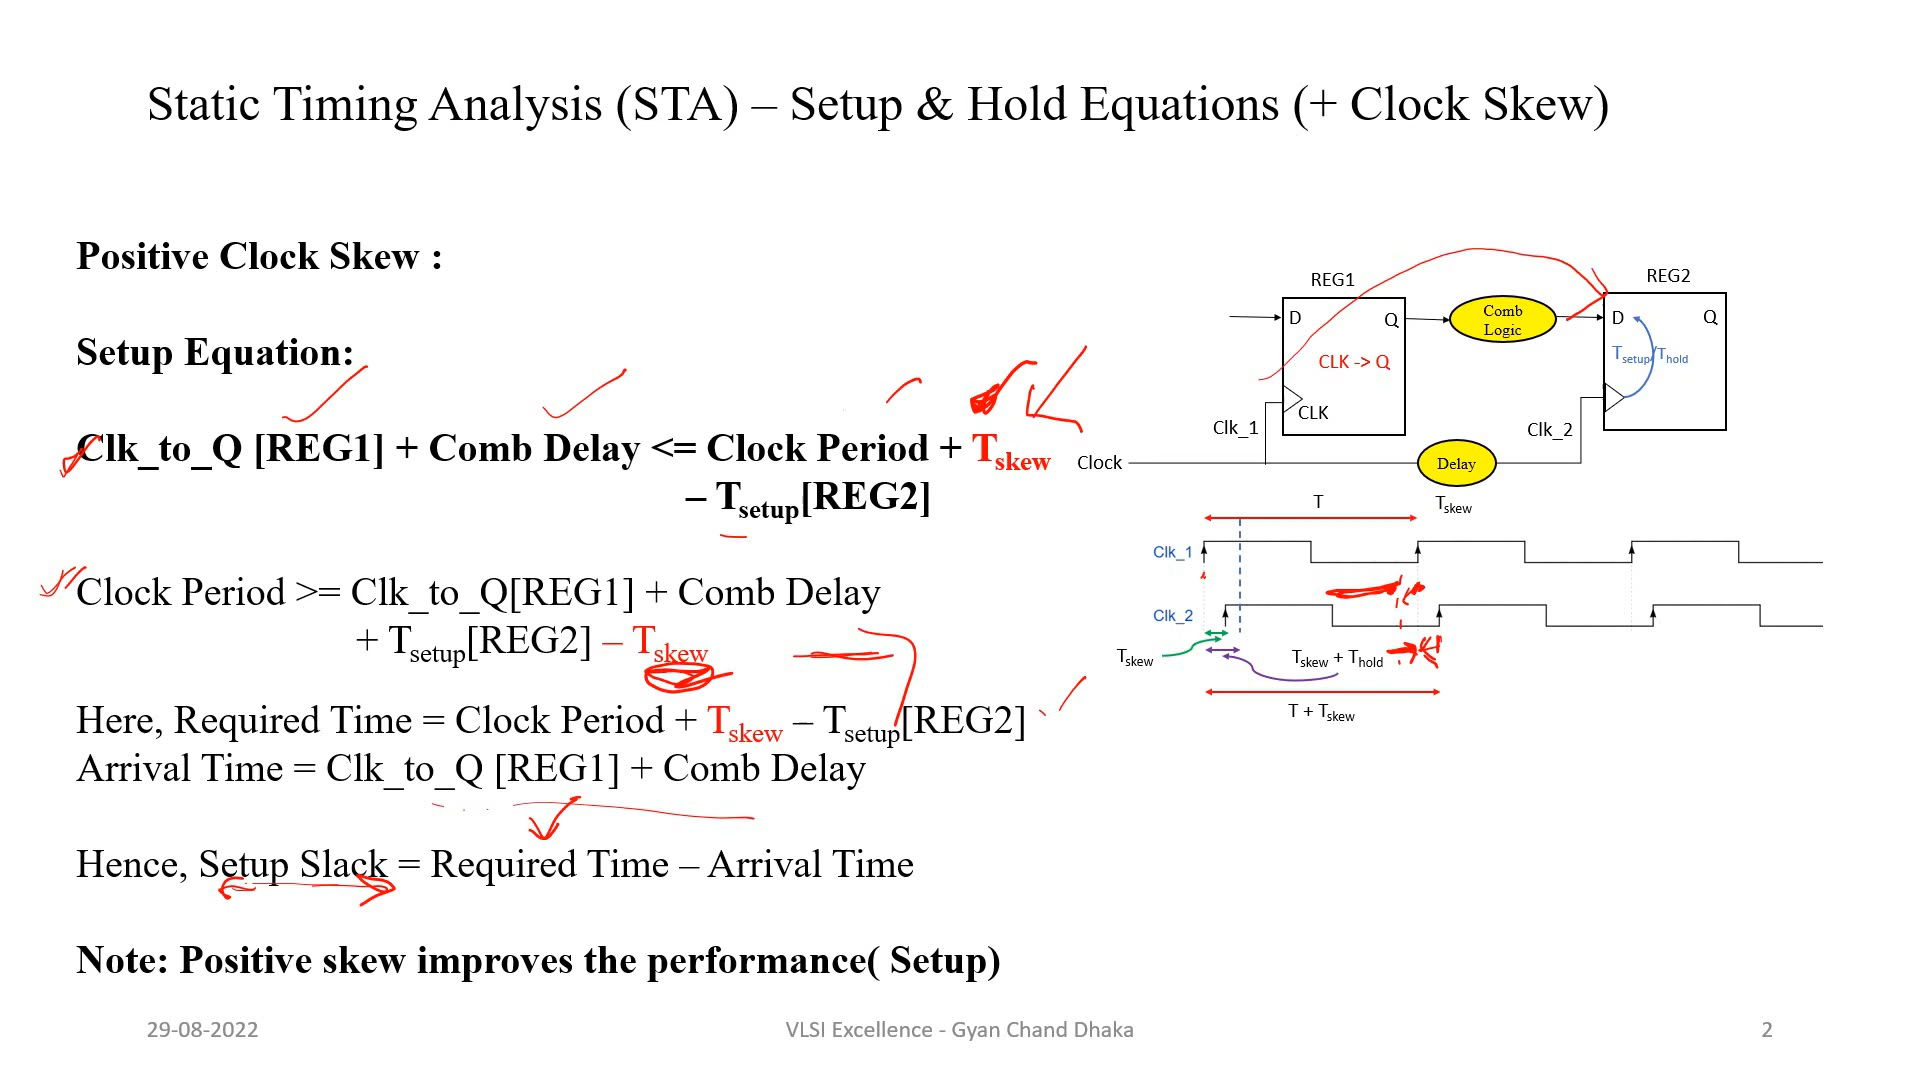 Static Timing Analysis (STA) – Setup & Hold Equations (+ Clock Skew)
Positive Clock Skew :
Setup Equation:
Clk_to_Q [REG1] + Comb Delay <= Clock Period + Tskew
– Tsetup[REG2]
Clock Period >= Clk_to_Q[REG1] + Comb Delay
+ Tsetup[REG2] – Tskew
Here, Required Time = Clock Period + Tskew – Tsetup[REG2]
Arrival Time = Clk_to_Q [REG1] + Comb Delay
Hence, Setup Slack = Required Time – Arrival Time
Note: Positive skew improves the performance( Setup)
REG1
REG2
D
Q
Comb
Logic
D
Q
CLK -> Q
Tsetup/Thold
CLK
Clk_1
Clk_2
Clock
Delay
T
Tskew
Clk_1
Clk_2
Tskew
Tskew + Thold
T + Tskew
29-08-2022
VLSI Excellence - Gyan Chand Dhaka
2